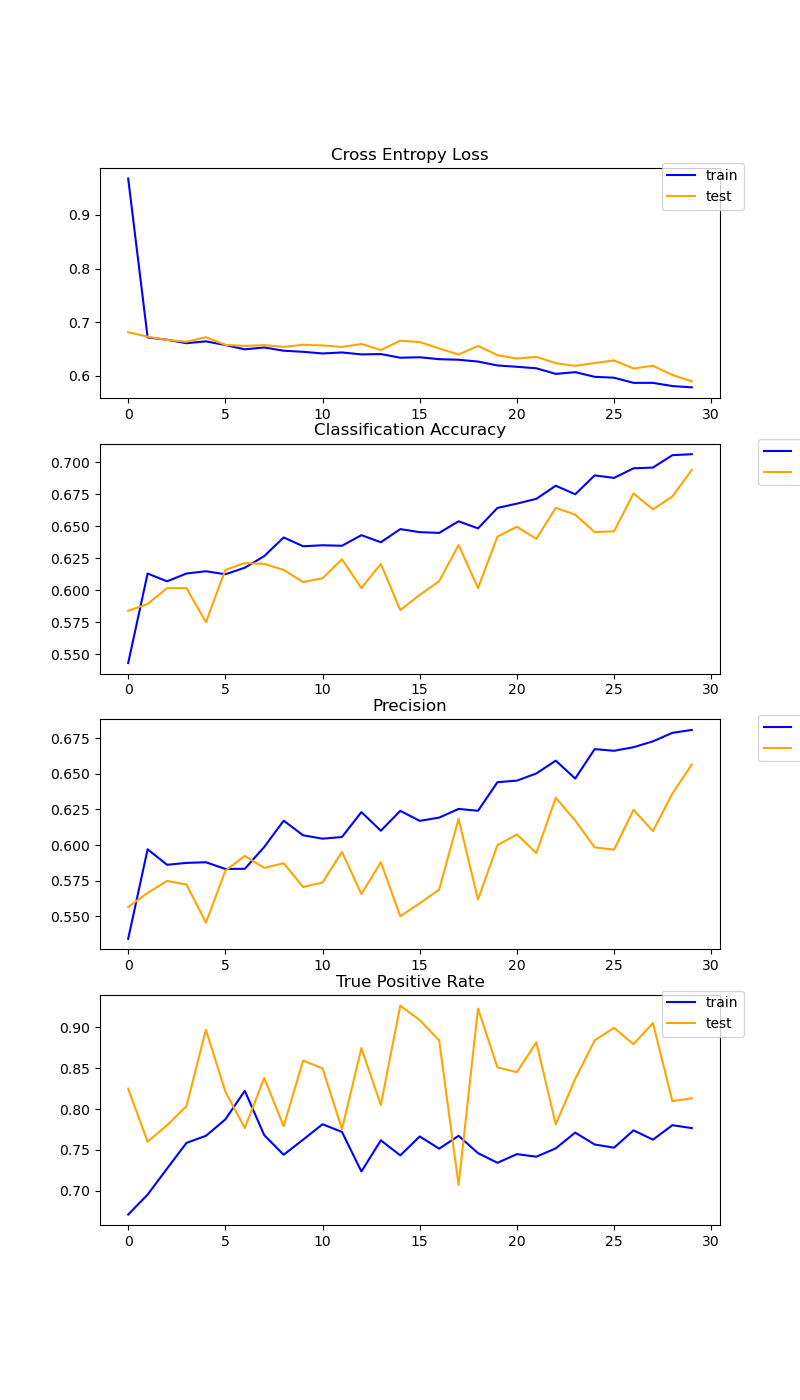 Cross Entropy Loss
train
test
0.9
0.8
0.7
0.6
0 5 10 15 20 25 30
Classification Accuracy
0.700
0.675
0.650
0.625
0.600
0.575
0.550
0 5 10 15 20 25 30
Precision
0.675
0.650
0.625
0.600
0.575
0.550
0 5 10 15 20 25 30
True Positive Rate
train
test
0.90
0.85
0.80
0.75
0.70
0 5 10 15 20 25 30